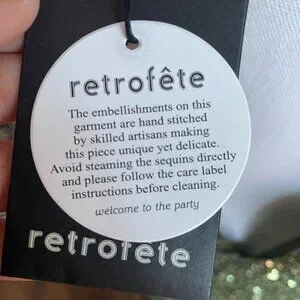 retrofête
The embellishments on this
garment are hand stitched
by skilled artisans making
this piece unique yet delicate.
Avoid steaming the sequins directly
and please follow the care label
instructions before cleaning.
welcome to the party
retrofête